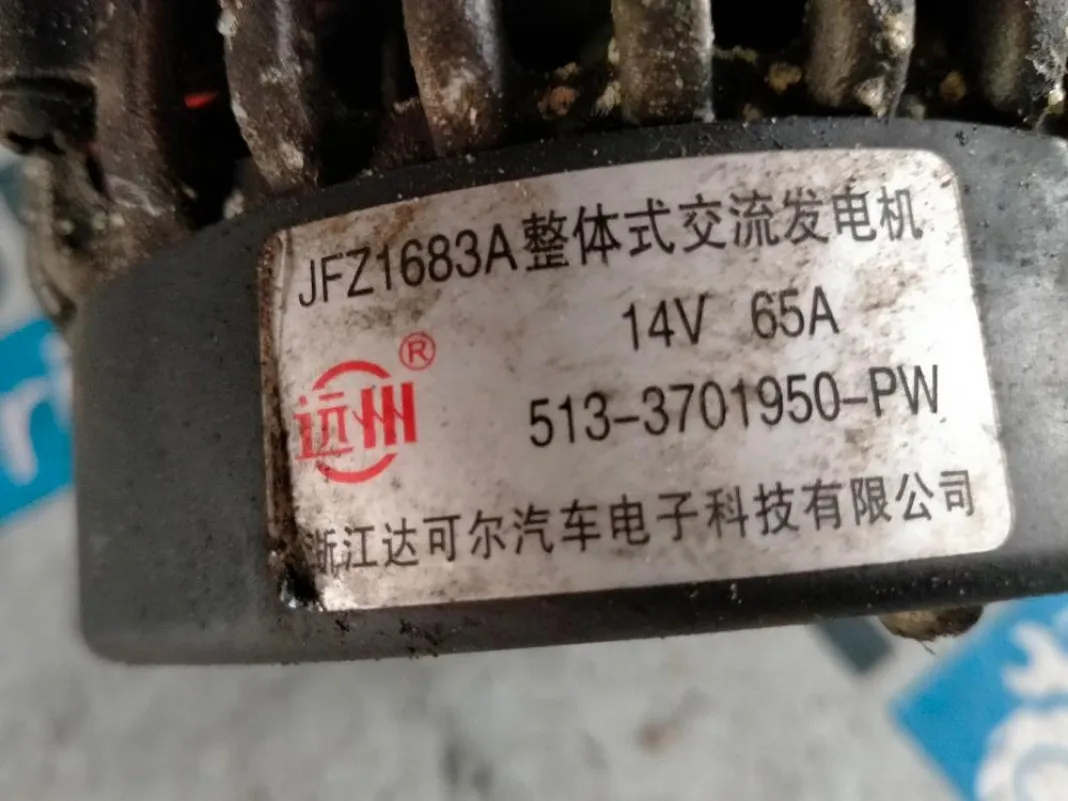 JFZ1683A整体式交流发电机
14V 65A
远州®
513-3701950-PW
浙江达可尔汽车电子科技有限公司